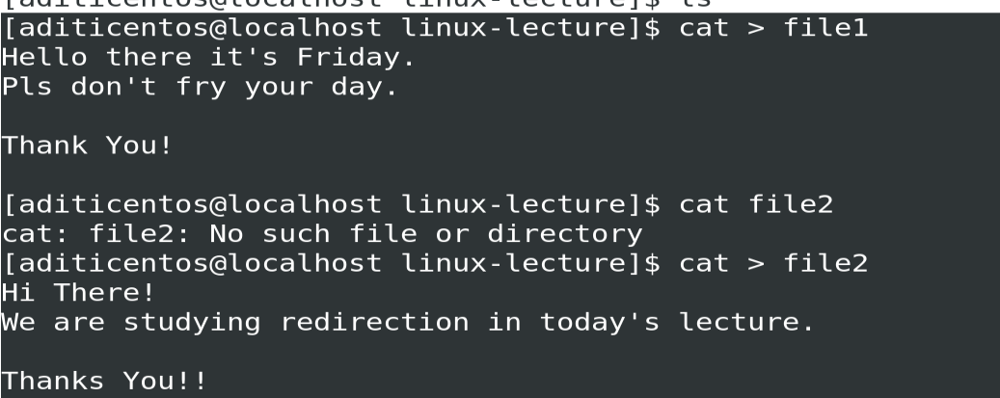 [aditicentos@localhost linux-lecture]$ ls
[aditicentos@localhost linux-lecture]$ cat > file1
Hello there it's Friday.
Pls don't fry your day.
Thank You!
[aditicentos@localhost linux-lecture]$ cat file2
cat: file2: No such file or directory
[aditicentos@localhost linux-lecture]$ cat > file2
Hi There!
We are studying redirection in today's lecture.
Thanks You!!